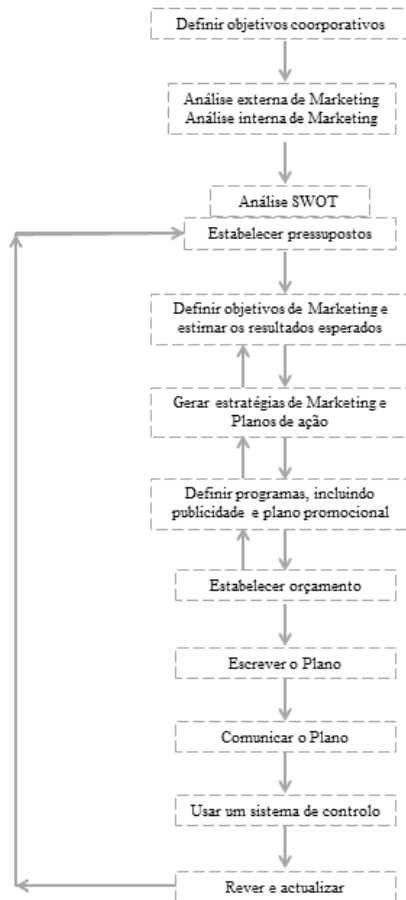 Definir objetivos coorporativos
Análise externa de Marketing
Análise interna de Marketing
Análise SWOT
Estabelecer pressupostos
Definir objetivos de Marketing e
estimar os resultados esperados
Gerar estratégias de Marketing e
Planos de ação
Definir programas, incluindo
publicidade e plano promocional
Estabelecer orçamento
Escrever o Plano
Comunicar o Plano
Usar um sistema de controlo
Rever e actualizar